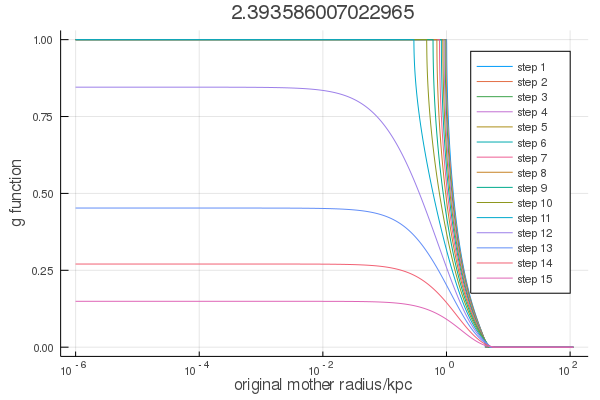 2.393586007022965
g function
1.00
0.75
0.50
0.25
0.00
step 1
step 2
step 3
step 4
step 5
step 6
step 7
step 8
step 9
step 10
step 11
step 12
step 13
step 14
step 15
10^-6 10^-4 10^-2 10^0 10^2
original mother radius/kpc